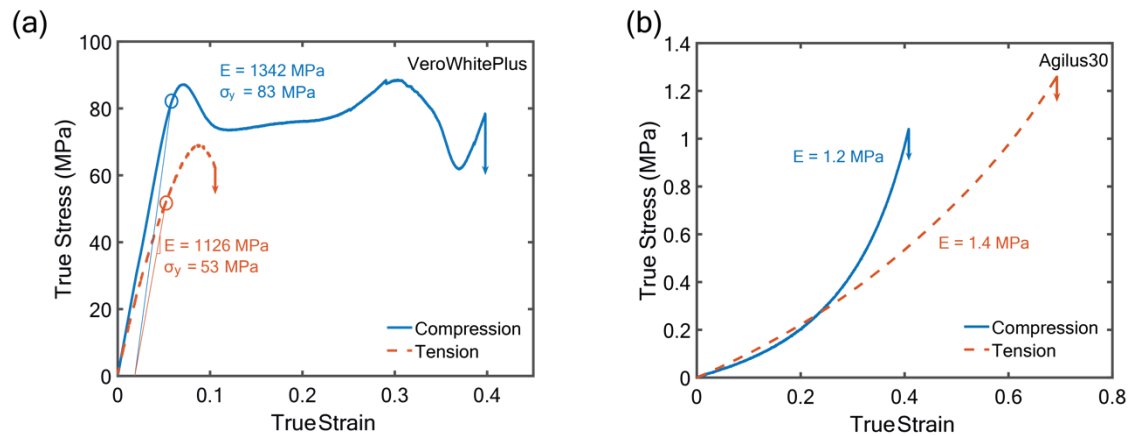 (a)
100
80
60
40
20
0
True Stress (MPa)
VeroWhitePlus
E = 1342 MPa
σy = 83 MPa
E = 1126 MPa
σy = 53 MPa
Compression
Tension
0 0.1 0.2 0.3 0.4
True Strain
(b)
1.4
1.2
1
0.8
0.6
0.4
0.2
0
True Stress (MPa)
Agilus30
E = 1.2 MPa
E = 1.4 MPa
Compression
Tension
0 0.2 0.4 0.6 0.8
True Strain